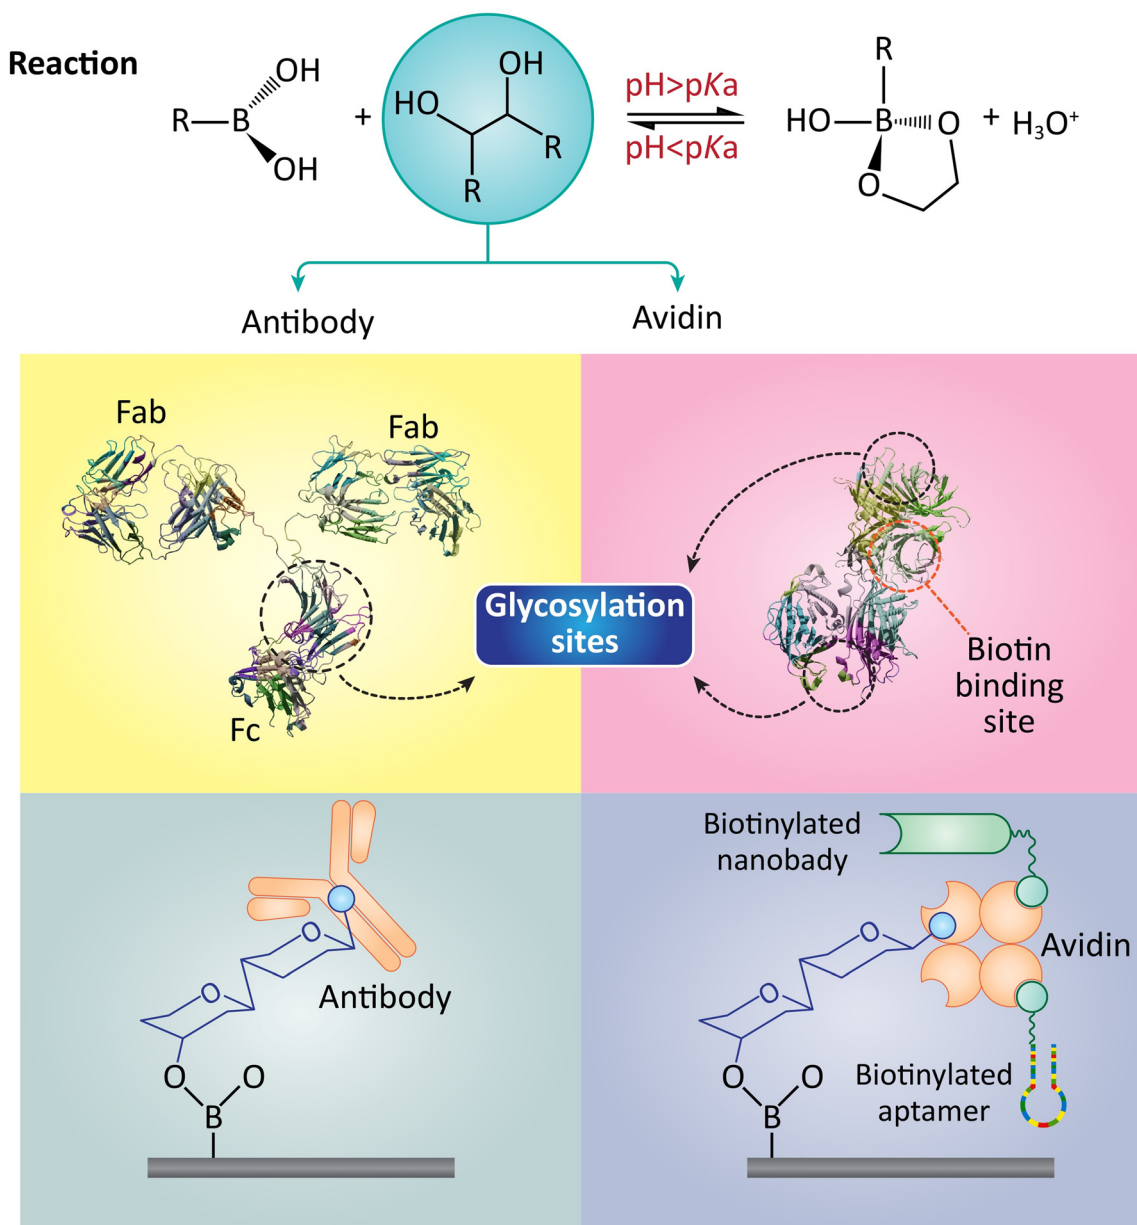 Reaction
R
B
OH
OH
+
HO
OH
R
R
pH>pKa
pH<pKa
R
HO
B
O
O
+ H₃O⁺
Antibody
Avidin
Fab
Fab
Fc
Glycosylation
sites
Biotin
binding
site
O
O
Antibody
O
O
B
Biotinylated
nanobady
O
O
Avidin
O
O
B
Biotinylated
aptamer